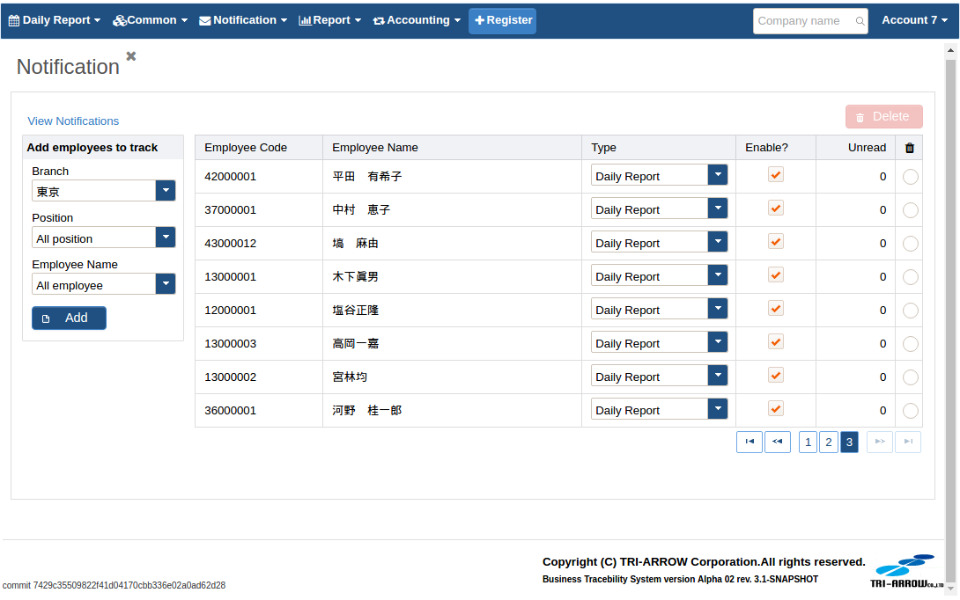 Daily Report Common Notification Report Accounting Register Company name Account 7
Notification
View Notifications
Delete
Add employees to track
Branch
東京
Position
All position
Employee Name
All employee
Add
Employee Code Employee Name Type Enable? Unread
42000001 平田 有希子 Daily Report 0
37000001 中村 恵子 Daily Report 0
43000012 塙 麻由 Daily Report 0
13000001 木下眞男 Daily Report 0
12000001 塩谷正隆 Daily Report 0
13000003 高岡一嘉 Daily Report 0
13000002 宮林均 Daily Report 0
36000001 河野 桂一郎 Daily Report 0
1 2 3
Copyright (C) TRI-ARROW Corporation.All rights reserved.
Business Tracebility System version Alpha 02 rev. 3.1-SNAPSHOT
TRI-ARROW Co.,LTD
commit 7429c35509822f41d04170cbb336e02a0ad62d28